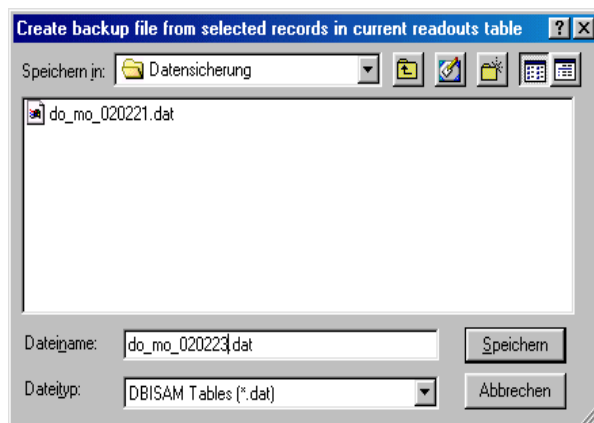 Create backup file from selected records in current readouts table
Speichern in: Datensicherung
do_mo_020221.dat
Dateiname: do_mo_020223.dat Speichern
Dateityp: DBISAM Tables (*.dat) Abbrechen